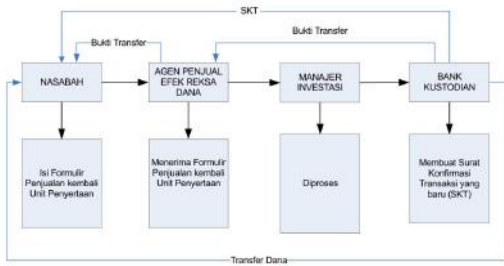 SKT
Bukti Transfer
Bukti Transfer
NASABAH
AGEN PENJUAL
EFEK REKSA
DANA
MANAJER
INVESTASI
BANK
KUSTODIAN
Isi Formulir
Penjualan kembali
Unit Penyertaan
Menerima Formulir
Penjualan kembali
Unit Penyertaan
Diproses
Membuat Surat
Konfirmasi
Transaksi yang
baru (SKT)
Transfer Dana